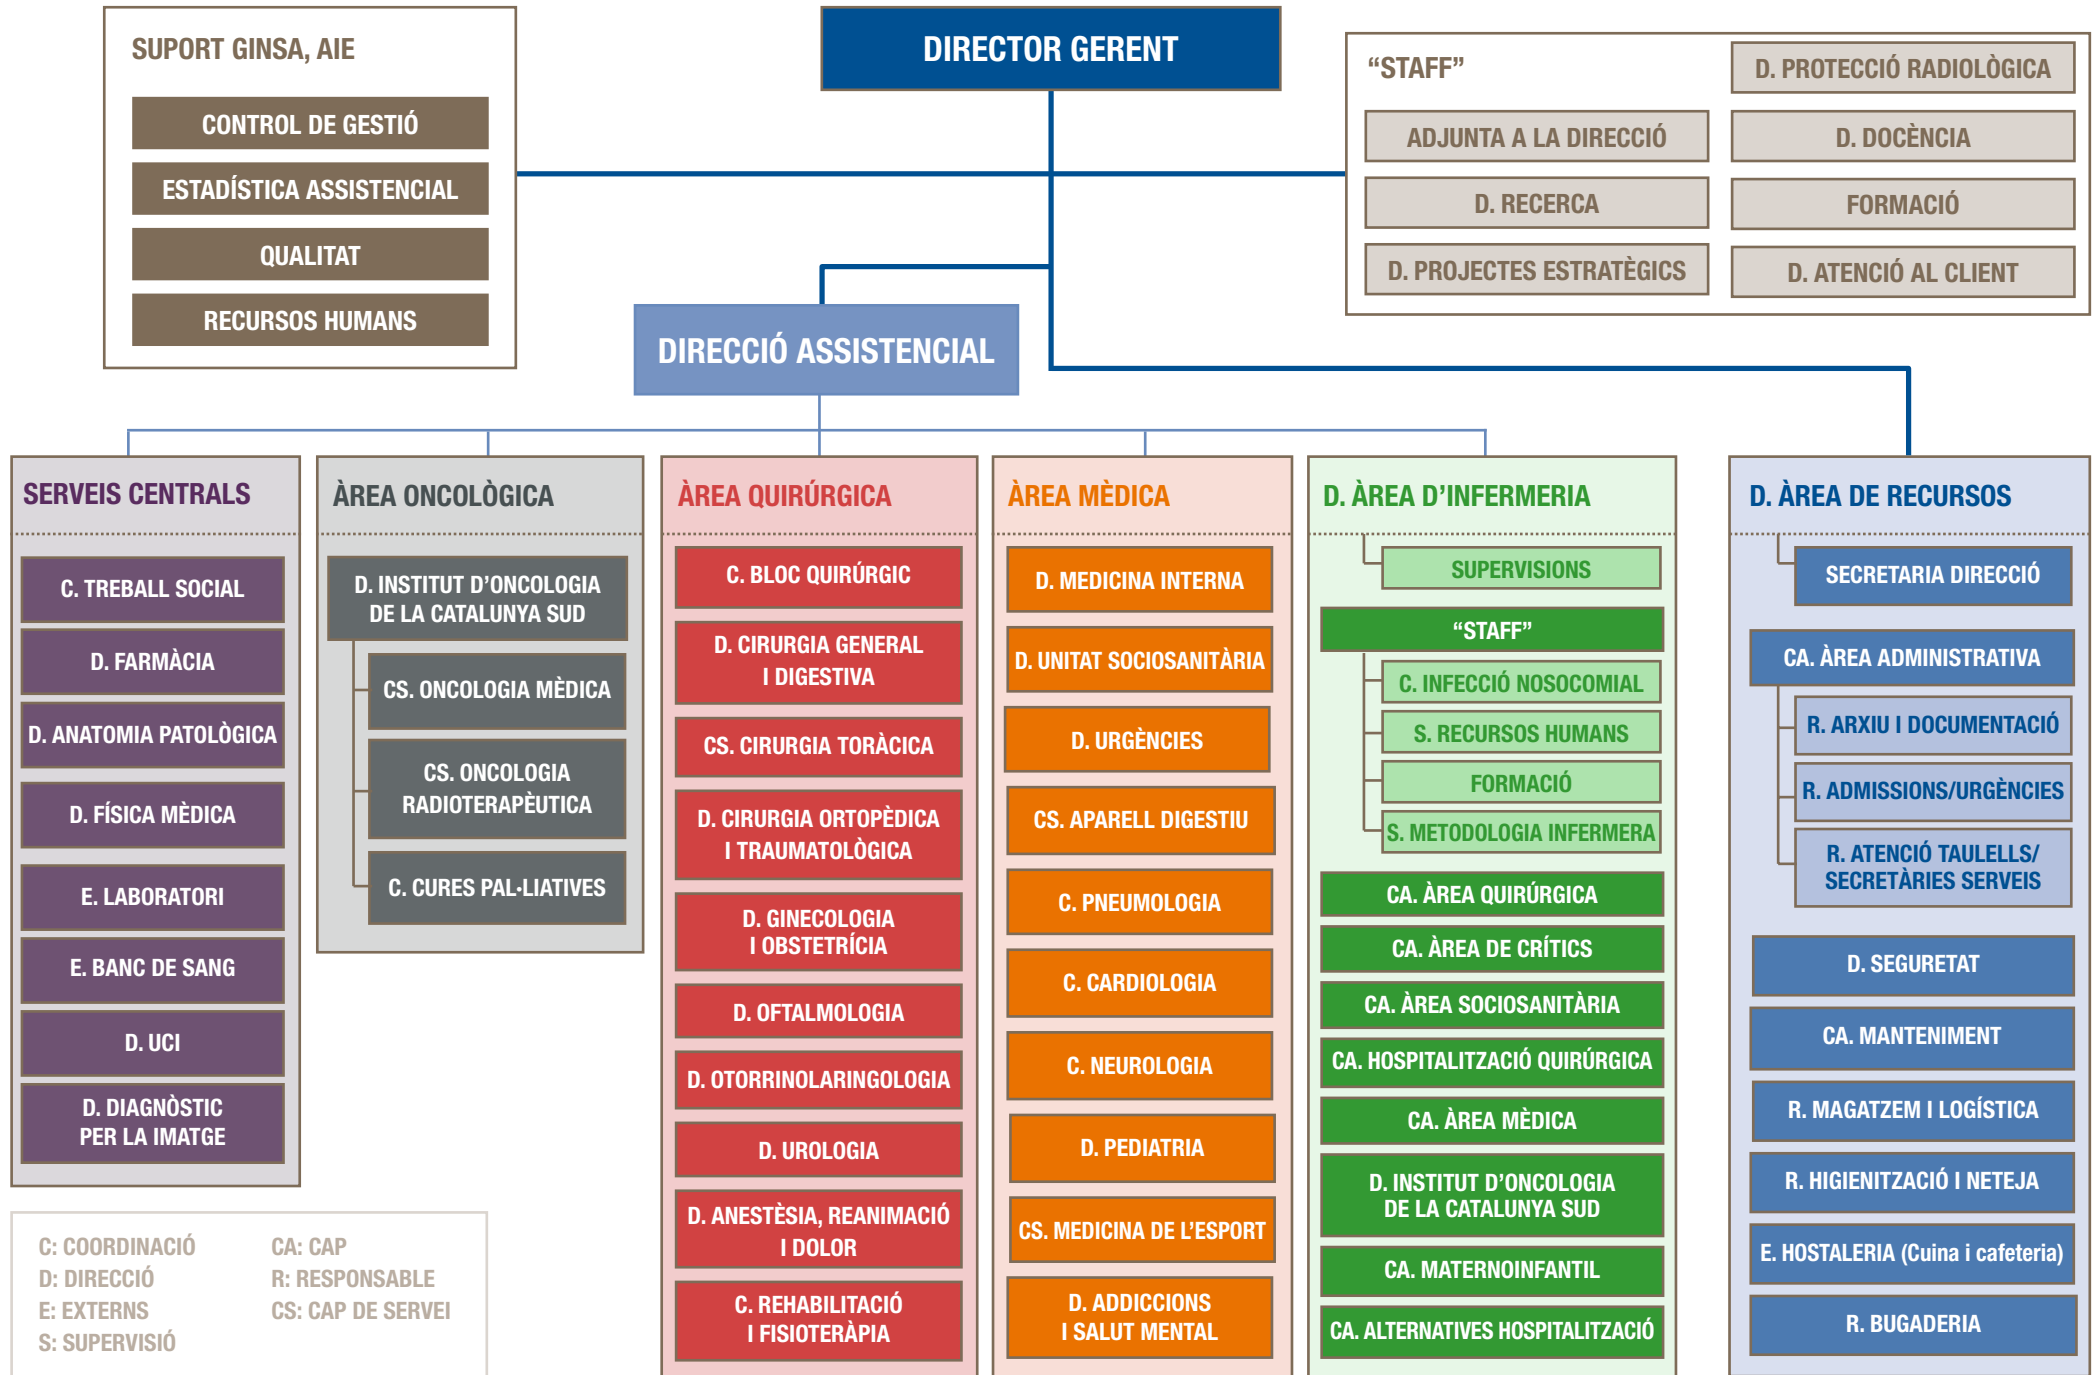 SUPORT GINSA, AIE
CONTROL DE GESTIÓ
ESTADÍSTICA ASSISTENCIAL
QUALITAT
RECURSOS HUMANS
DIRECTOR GERENT
“STAFF”
ADJUNTA A LA DIRECCIÓ
D. RECERCA
D. PROJECTES ESTRATÈGICS
D. PROTECCIÓ RADIOLÒGICA
D. DOCÈNCIA
FORMACIÓ
D. ATENCIÓ AL CLIENT
DIRECCIÓ ASSISTENCIAL
SERVEIS CENTRALS
C. TREBALL SOCIAL
D. FARMÀCIA
D. ANATOMIA PATOLÒGICA
D. FÍSICA MÈDICA
E. LABORATORI
E. BANC DE SANG
D. UCI
D. DIAGNÒSTIC
PER LA IMATGE
ÀREA ONCOLÒGICA
D. INSTITUT D’ONCOLOGIA
DE LA CATALUNYA SUD
CS. ONCOLOGIA MÈDICA
CS. ONCOLOGIA
RADIOTERAPÈUTICA
C. CURES PAL·LIATIVES
ÀREA QUIRÚRGICA
C. BLOC QUIRÚRGIC
D. CIRURGIA GENERAL
I DIGESTIVA
CS. CIRURGIA TORÀCICA
D. CIRURGIA ORTOPÈDICA
I TRAUMATOLÒGICA
D. GINECOLOGIA
I OBSTETRÍCIA
D. OFTALMOLOGIA
D. OTORRINOLARINGOLOGIA
D. UROLOGIA
D. ANESTÈSIA, REANIMACIÓ
I DOLOR
C. REHABILITACIÓ
I FISIOTERÀPIA
ÀREA MÈDICA
D. MEDICINA INTERNA
D. UNITAT SOCIOSANITÀRIA
D. URGÈNCIES
CS. APARELL DIGESTIU
C. PNEUMOLOGIA
C. CARDIOLOGIA
C. NEUROLOGIA
D. PEDIATRIA
CS. MEDICINA DE L’ESPORT
D. ADDICCIONS
I SALUT MENTAL
D. ÀREA D’INFERMERIA
SUPERVISIONS
“STAFF”
C. INFECCIÓ NOSOCOMIAL
S. RECURSOS HUMANS
FORMACIÓ
S. METODOLOGIA INFERMERA
CA. ÀREA QUIRÚRGICA
CA. ÀREA DE CRÍTICS
CA. ÀREA SOCIOSANITÀRIA
CA. HOSPITALITZACIÓ QUIRÚRGICA
CA. ÀREA MÈDICA
D. INSTITUT D’ONCOLOGIA
DE LA CATALUNYA SUD
CA. MATERNOINFANTIL
CA. ALTERNATIVES HOSPITALITZACIÓ
D. ÀREA DE RECURSOS
SECRETARIA DIRECCIÓ
CA. ÀREA ADMINISTRATIVA
R. ARXIU I DOCUMENTACIÓ
R. ADMISSIONS/URGÈNCIES
R. ATENCIÓ TAULELLS/
SECRETÀRIES SERVEIS
D. SEGURETAT
CA. MANTENIMENT
R. MAGATZEM I LOGÍSTICA
R. HIGIENITZACIÓ I NETEJA
E. HOSTALERIA (Cuina i cafeteria)
R. BUGADERIA
C: COORDINACIÓ
D: DIRECCIÓ
E: EXTERNS
S: SUPERVISIÓ
CA: CAP
R: RESPONSABLE
CS: CAP DE SERVEI